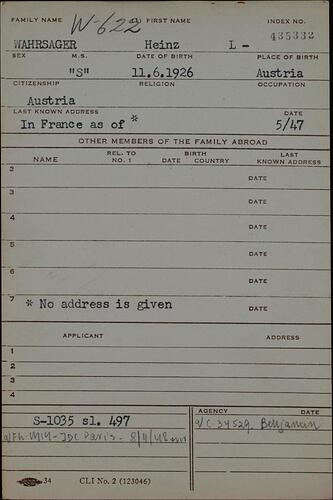 FAMILY NAME W-622 FIRST NAME INDEX NO.
WAHRSAGER Heinz L - 435332
SEX M.S. DATE OF BIRTH PLACE OF BIRTH
"S" 11.6.1926 Austria
CITIZENSHIP RELIGION OCCUPATION
Austria
LAST KNOWN ADDRESS DATE
In France as of * 5/47
OTHER MEMBERS OF THE FAMILY ABROAD
NAME REL. TO NO. 1 BIRTH DATE COUNTRY LAST KNOWN ADDRESS
2 DATE
3 DATE
4 DATE
5 DATE
6 DATE
7 * No address is given DATE
APPLICANT ADDRESS
1
2
3
4
S-1035 sl. 497
JDC Paris.
AGENCY DATE
Benjamin
34 CLI No. 2 (123046)